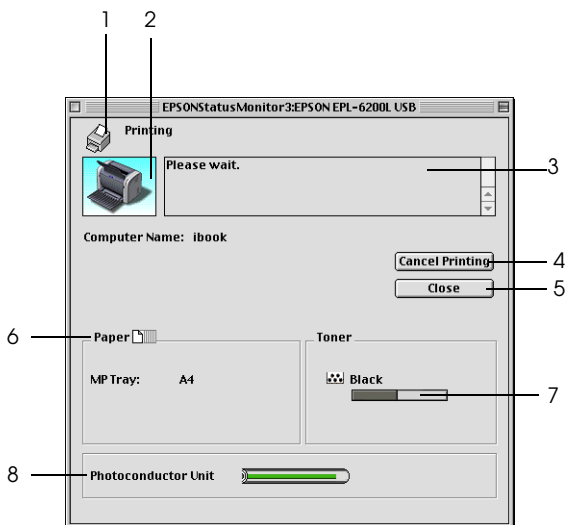 1 2
EPSONStatusMonitor3:EPSON EPL-6200L USB
Printing
Please wait.
3
Computer Name: ibook
Cancel Printing
4
Close
5
6
Paper
Toner
MP Tray: A4
Black
7
8
Photoconductor Unit